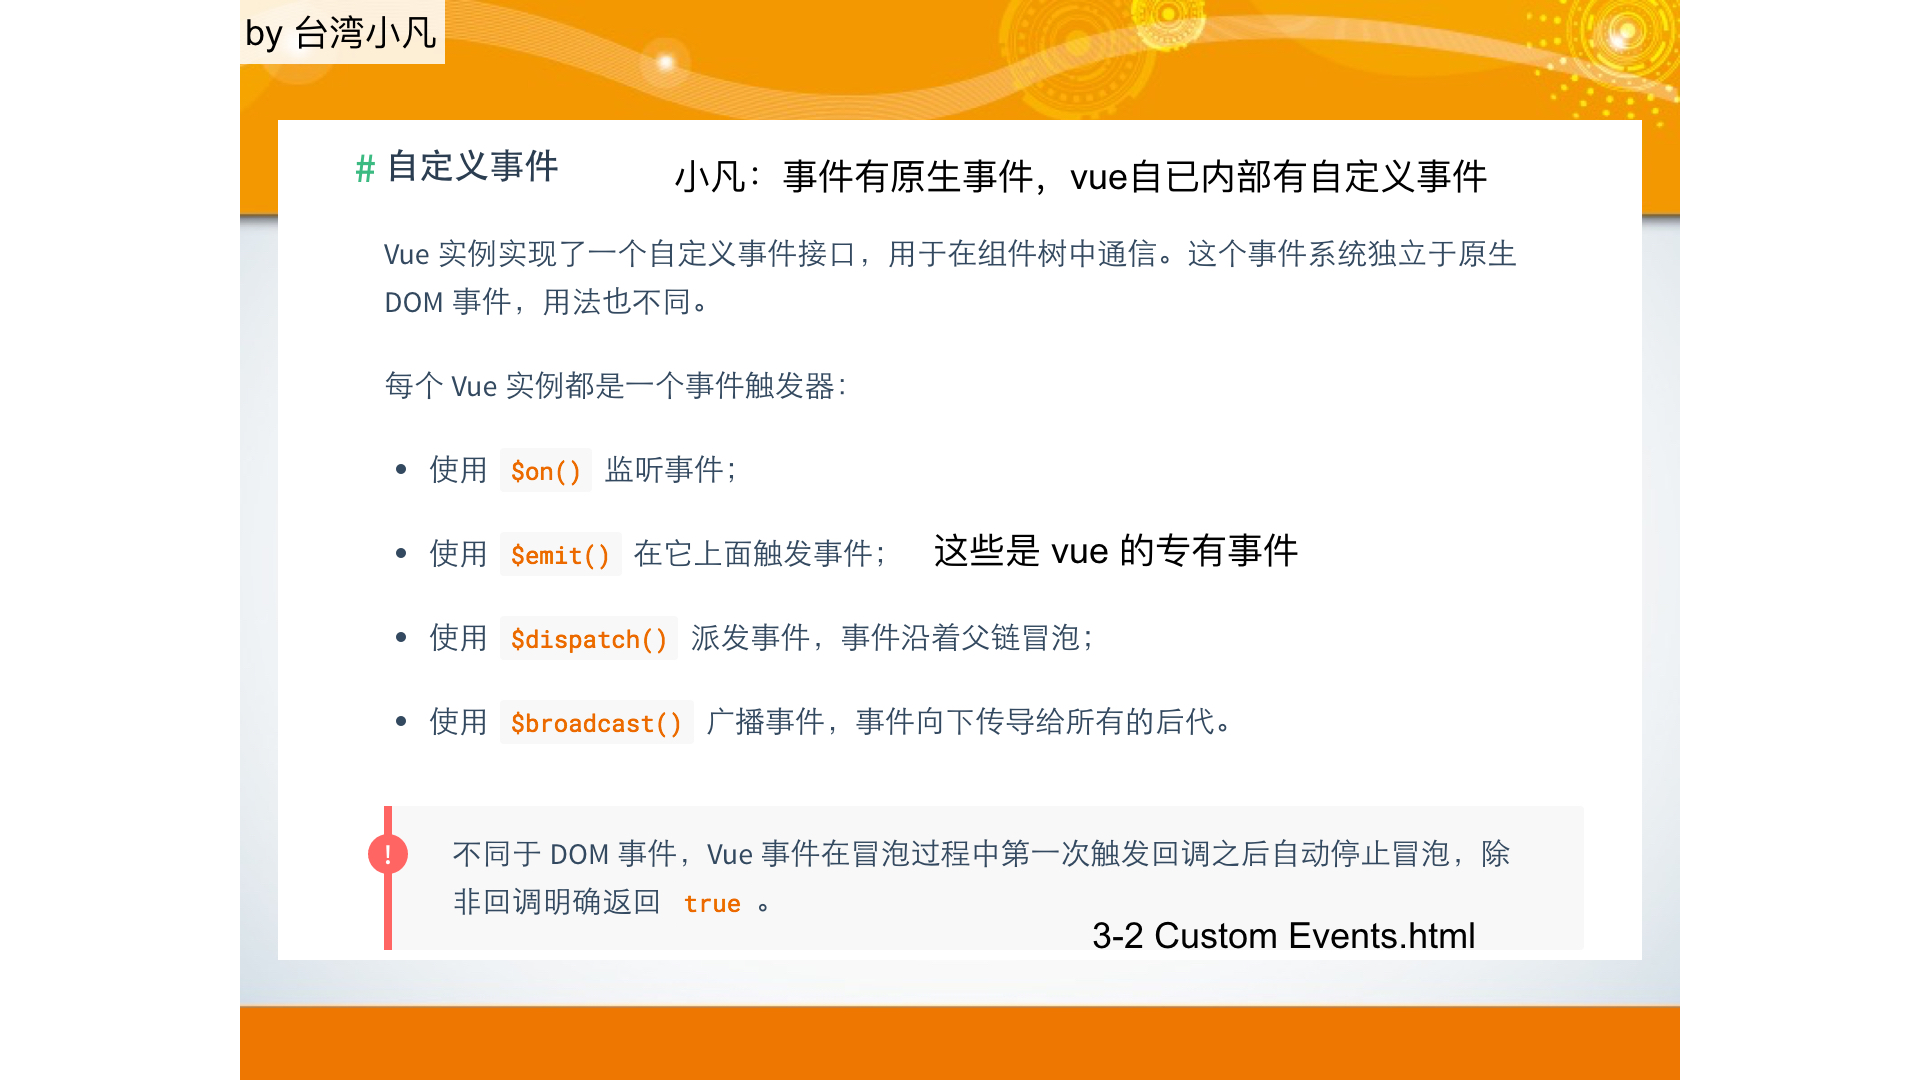 by 台湾小凡
# 自定义事件
小凡：事件有原生事件，vue自已内部有自定义事件
Vue 实例实现了一个自定义事件接口，用于在组件树中通信。这个事件系统独立于原生
DOM 事件，用法也不同。
每个 Vue 实例都是一个事件触发器：
• 使用 $on() 监听事件；
• 使用 $emit() 在它上面触发事件；
这些是 vue 的专有事件
• 使用 $dispatch() 派发事件，事件沿着父链冒泡；
• 使用 $broadcast() 广播事件，事件向下传导给所有的后代。
!
不同于 DOM 事件，Vue 事件在冒泡过程中第一次触发回调之后自动停止冒泡，除
非回调明确返回 true 。
3-2 Custom Events.html